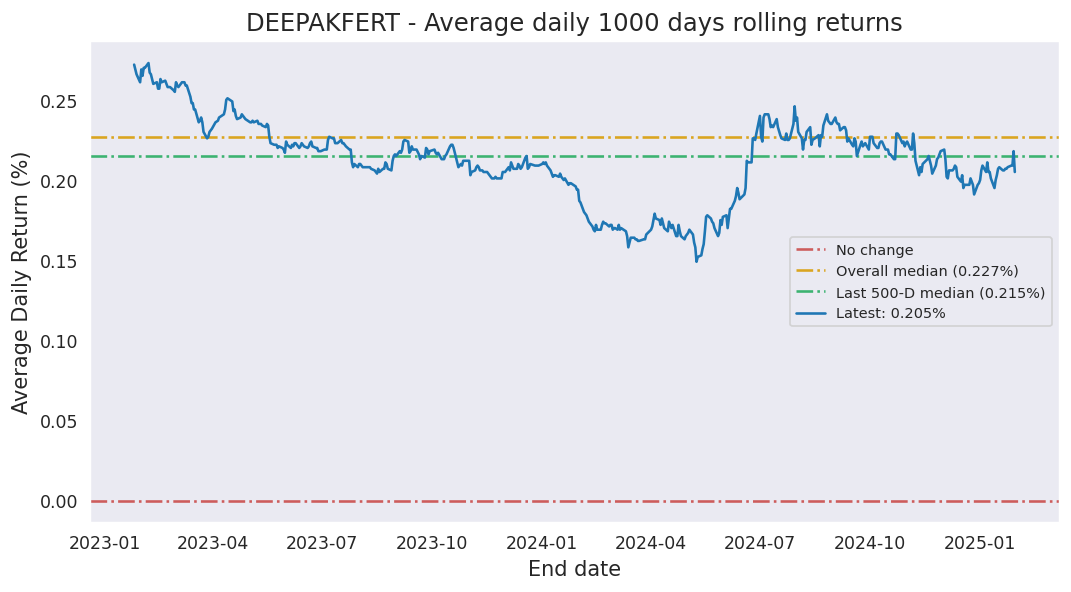 DEEPAKFERT - Average daily 1000 days rolling returns
Average Daily Return (%)
0.25
0.20
0.15
0.10
0.05
0.00
No change
Overall median (0.227%)
Last 500-D median (0.215%)
Latest: 0.205%
2023-01 2023-04 2023-07 2023-10 2024-01 2024-04 2024-07 2024-10 2025-01
End date